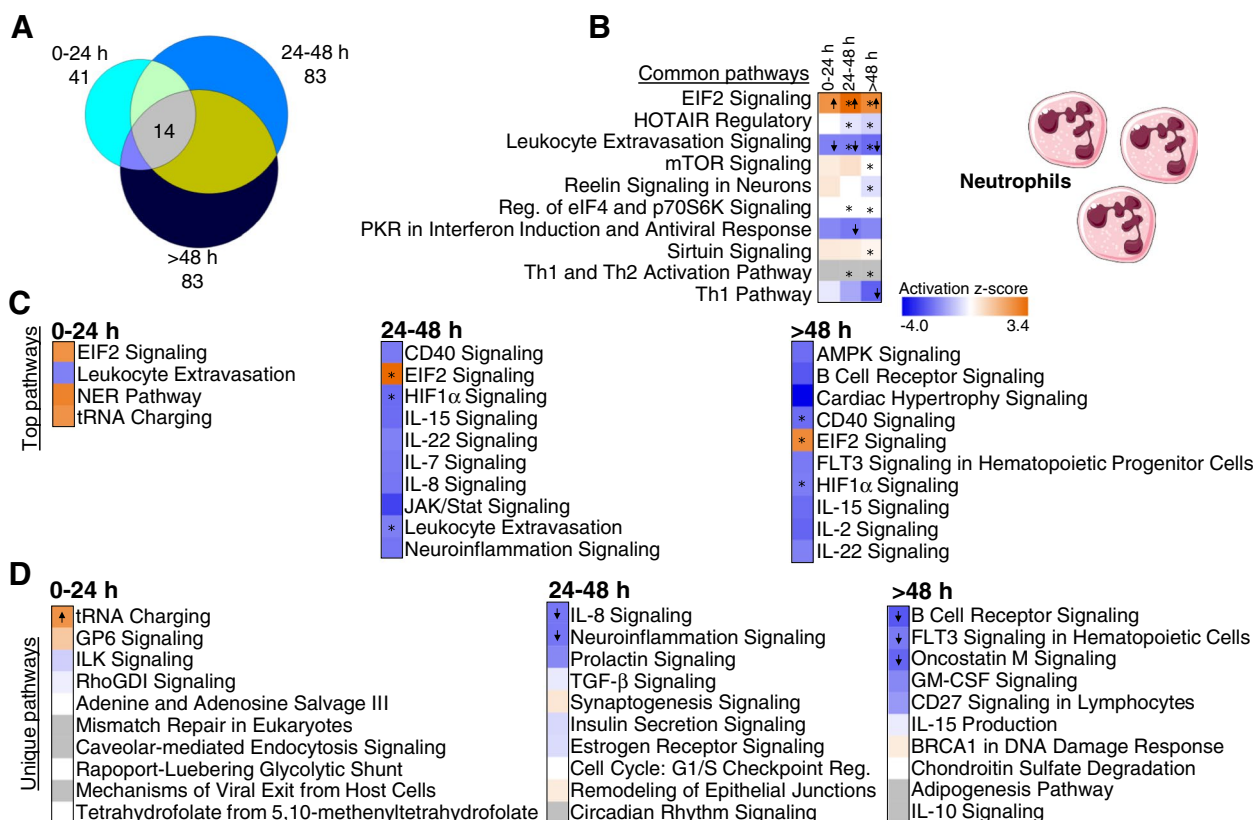 A
0-24 h
41
24-48 h
83
14
>48 h
83
B
Common pathways
0-24 h
24-48 h
>48 h
EIF2 Signaling
HOTAIR Regulatory
Leukocyte Extravasation Signaling
mTOR Signaling
Reelin Signaling in Neurons
Reg. of eIF4 and p70S6K Signaling
PKR in Interferon Induction and Antiviral Response
Sirtuin Signaling
Th1 and Th2 Activation Pathway
Th1 Pathway
Neutrophils
Activation z-score
-4.0 3.4
C
Top pathways
0-24 h
EIF2 Signaling
Leukocyte Extravasation
NER Pathway
tRNA Charging
24-48 h
CD40 Signaling
* EIF2 Signaling
* HIF1α Signaling
IL-15 Signaling
IL-22 Signaling
IL-7 Signaling
IL-8 Signaling
JAK/Stat Signaling
* Leukocyte Extravasation
Neuroinflammation Signaling
>48 h
AMPK Signaling
B Cell Receptor Signaling
Cardiac Hypertrophy Signaling
* CD40 Signaling
* EIF2 Signaling
FLT3 Signaling in Hematopoietic Progenitor Cells
* HIF1α Signaling
IL-15 Signaling
IL-2 Signaling
IL-22 Signaling
D
Unique pathways
0-24 h
tRNA Charging
GP6 Signaling
ILK Signaling
RhoGDI Signaling
Adenine and Adenosine Salvage III
Mismatch Repair in Eukaryotes
Caveolar-mediated Endocytosis Signaling
Rapoport-Luebering Glycolytic Shunt
Mechanisms of Viral Exit from Host Cells
Tetrahydrofolate from 5,10-methenyltetrahydrofolate
24-48 h
IL-8 Signaling
Neuroinflammation Signaling
Prolactin Signaling
TGF-β Signaling
Synaptogenesis Signaling
Insulin Secretion Signaling
Estrogen Receptor Signaling
Cell Cycle: G1/S Checkpoint Reg.
Remodeling of Epithelial Junctions
Circadian Rhythm Signaling
>48 h
B Cell Receptor Signaling
FLT3 Signaling in Hematopoietic Cells
Oncostatin M Signaling
GM-CSF Signaling
CD27 Signaling in Lymphocytes
IL-15 Production
BRCA1 in DNA Damage Response
Chondroitin Sulfate Degradation
Adipogenesis Pathway
IL-10 Signaling